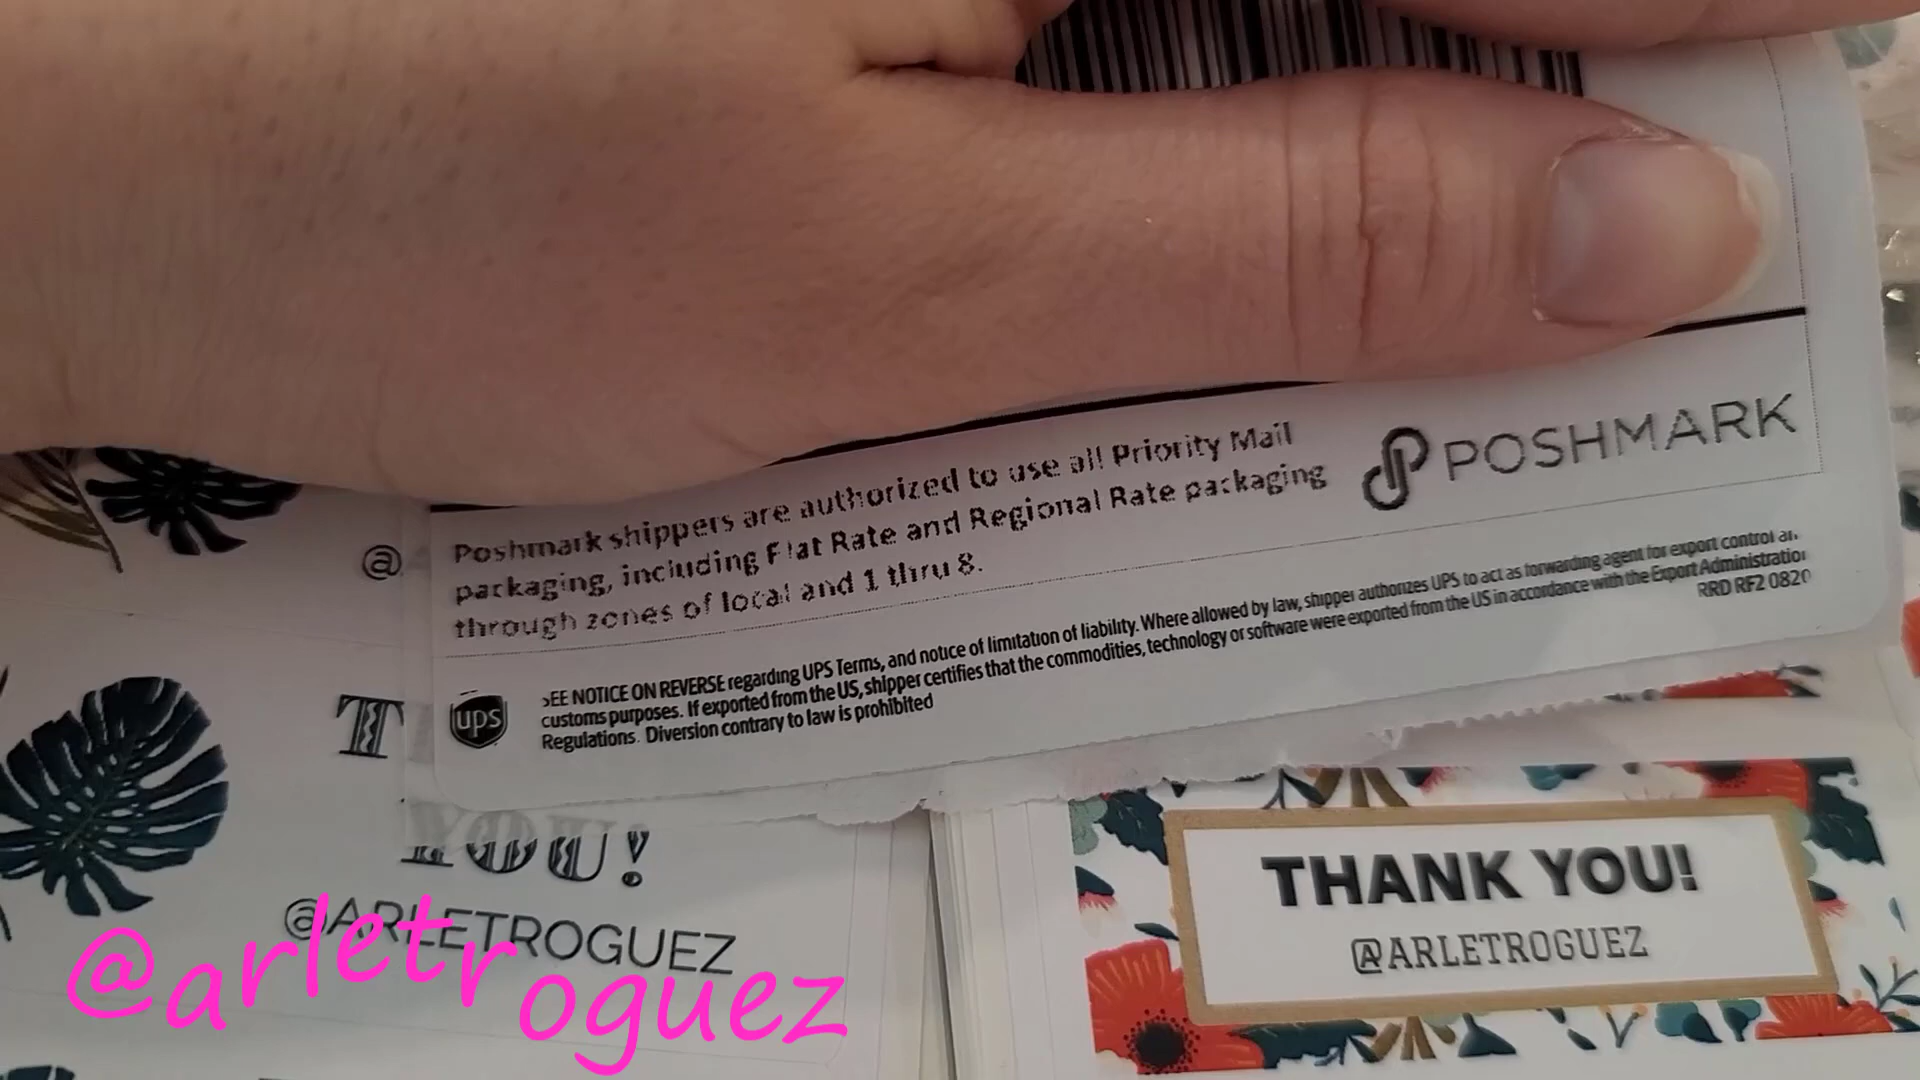 Poshmark shippers are authorized to use all Priority Mail
packaging, including Flat Rate and Regional Rate packaging
through zones of local and 1 thru 8.
POSHMARK
ups
SEE NOTICE ON REVERSE regarding UPS Terms, and notice of limitation of liability. Where allowed by law, shipper authorizes UPS to act as forwarding agent for export control
customs purposes. If exported from the US, shipper certifies that the commodities, technology or software were exported from the US in accordance with the Export Administration
Regulations. Diversion contrary to law is prohibited
RRD RF2 0820
@
T
YOU!
@ARLETROGUEZ
THANK YOU!
@ARLETROGUEZ
@arletroguez